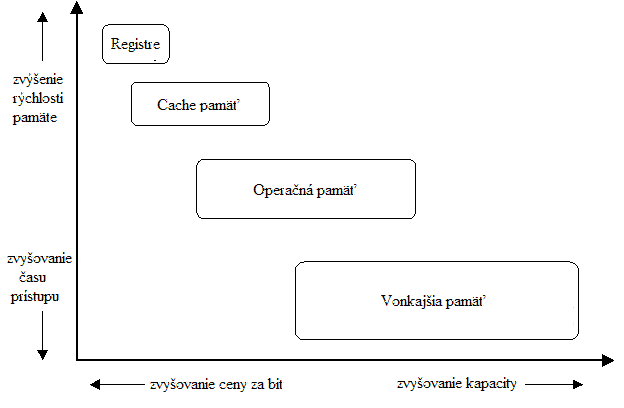 Registre
zvýšenie
rýchlosti
pamäte
Cache pamäť
Operačná pamäť
zvyšovanie
času
prístupu
Vonkajšia pamäť
zvyšovanie ceny za bit
zvyšovanie kapacity